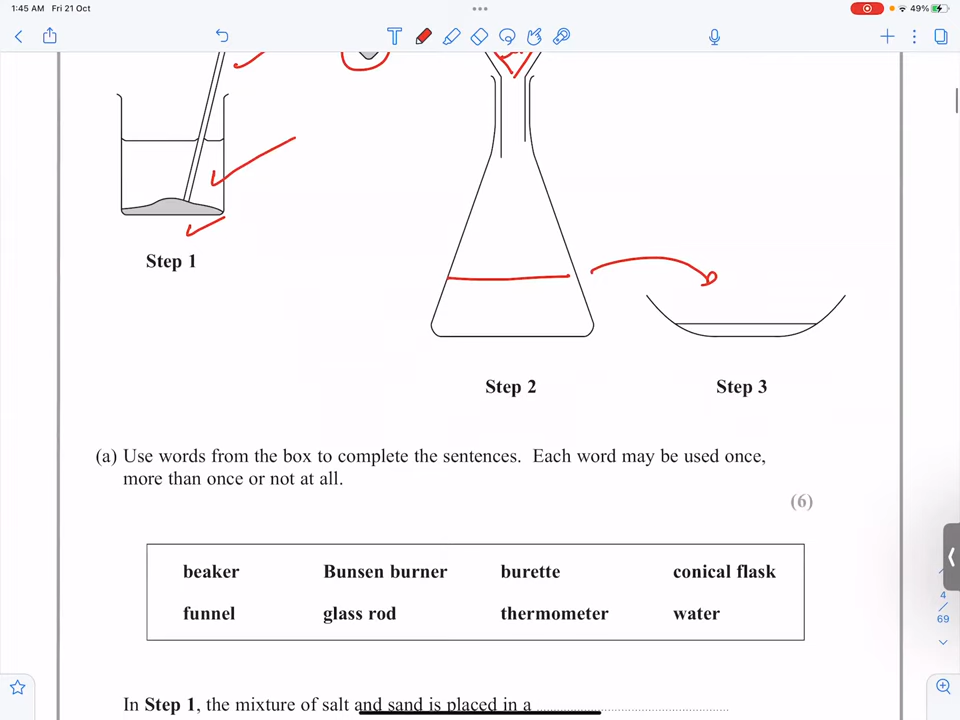 1:45 AM Fri 21 Oct
49%
Step 1
Step 2
Step 3
(a) Use words from the box to complete the sentences. Each word may be used once,
more than once or not at all.
(6)
beaker Bunsen burner burette conical flask
funnel glass rod thermometer water
4
/
69
In Step 1, the mixture of salt and sand is placed in a